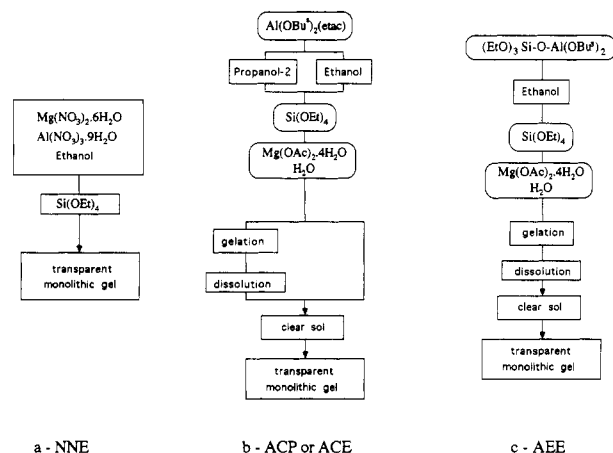 Mg(NO₃)₂.6H₂O
Al(NO₃)₃.9H₂O
Ethanol
Si(OEt)₄
transparent
monolithic gel
a - NNE
Al(OBuˢ)₂(etac)
Propanol-2
Ethanol
Si(OEt)₄
Mg(OAc)₂.4H₂O
H₂O
gelation
dissolution
clear sol
transparent
monolithic gel
b - ACP or ACE
(EtO)₃ Si-O-Al(OBuˢ)₂
Ethanol
Si(OEt)₄
Mg(OAc)₂.4H₂O
H₂O
gelation
dissolution
clear sol
transparent
monolithic gel
c - AEE